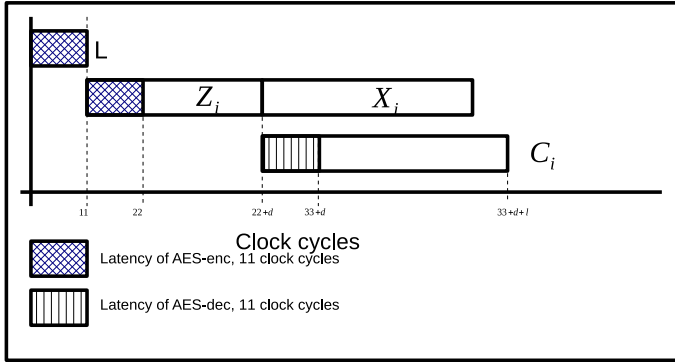 L
Z_i X_i
C_i
11 22 22+d 33+d 33+d+l
Clock cycles
Latency of AES-enc, 11 clock cycles
Latency of AES-dec, 11 clock cycles